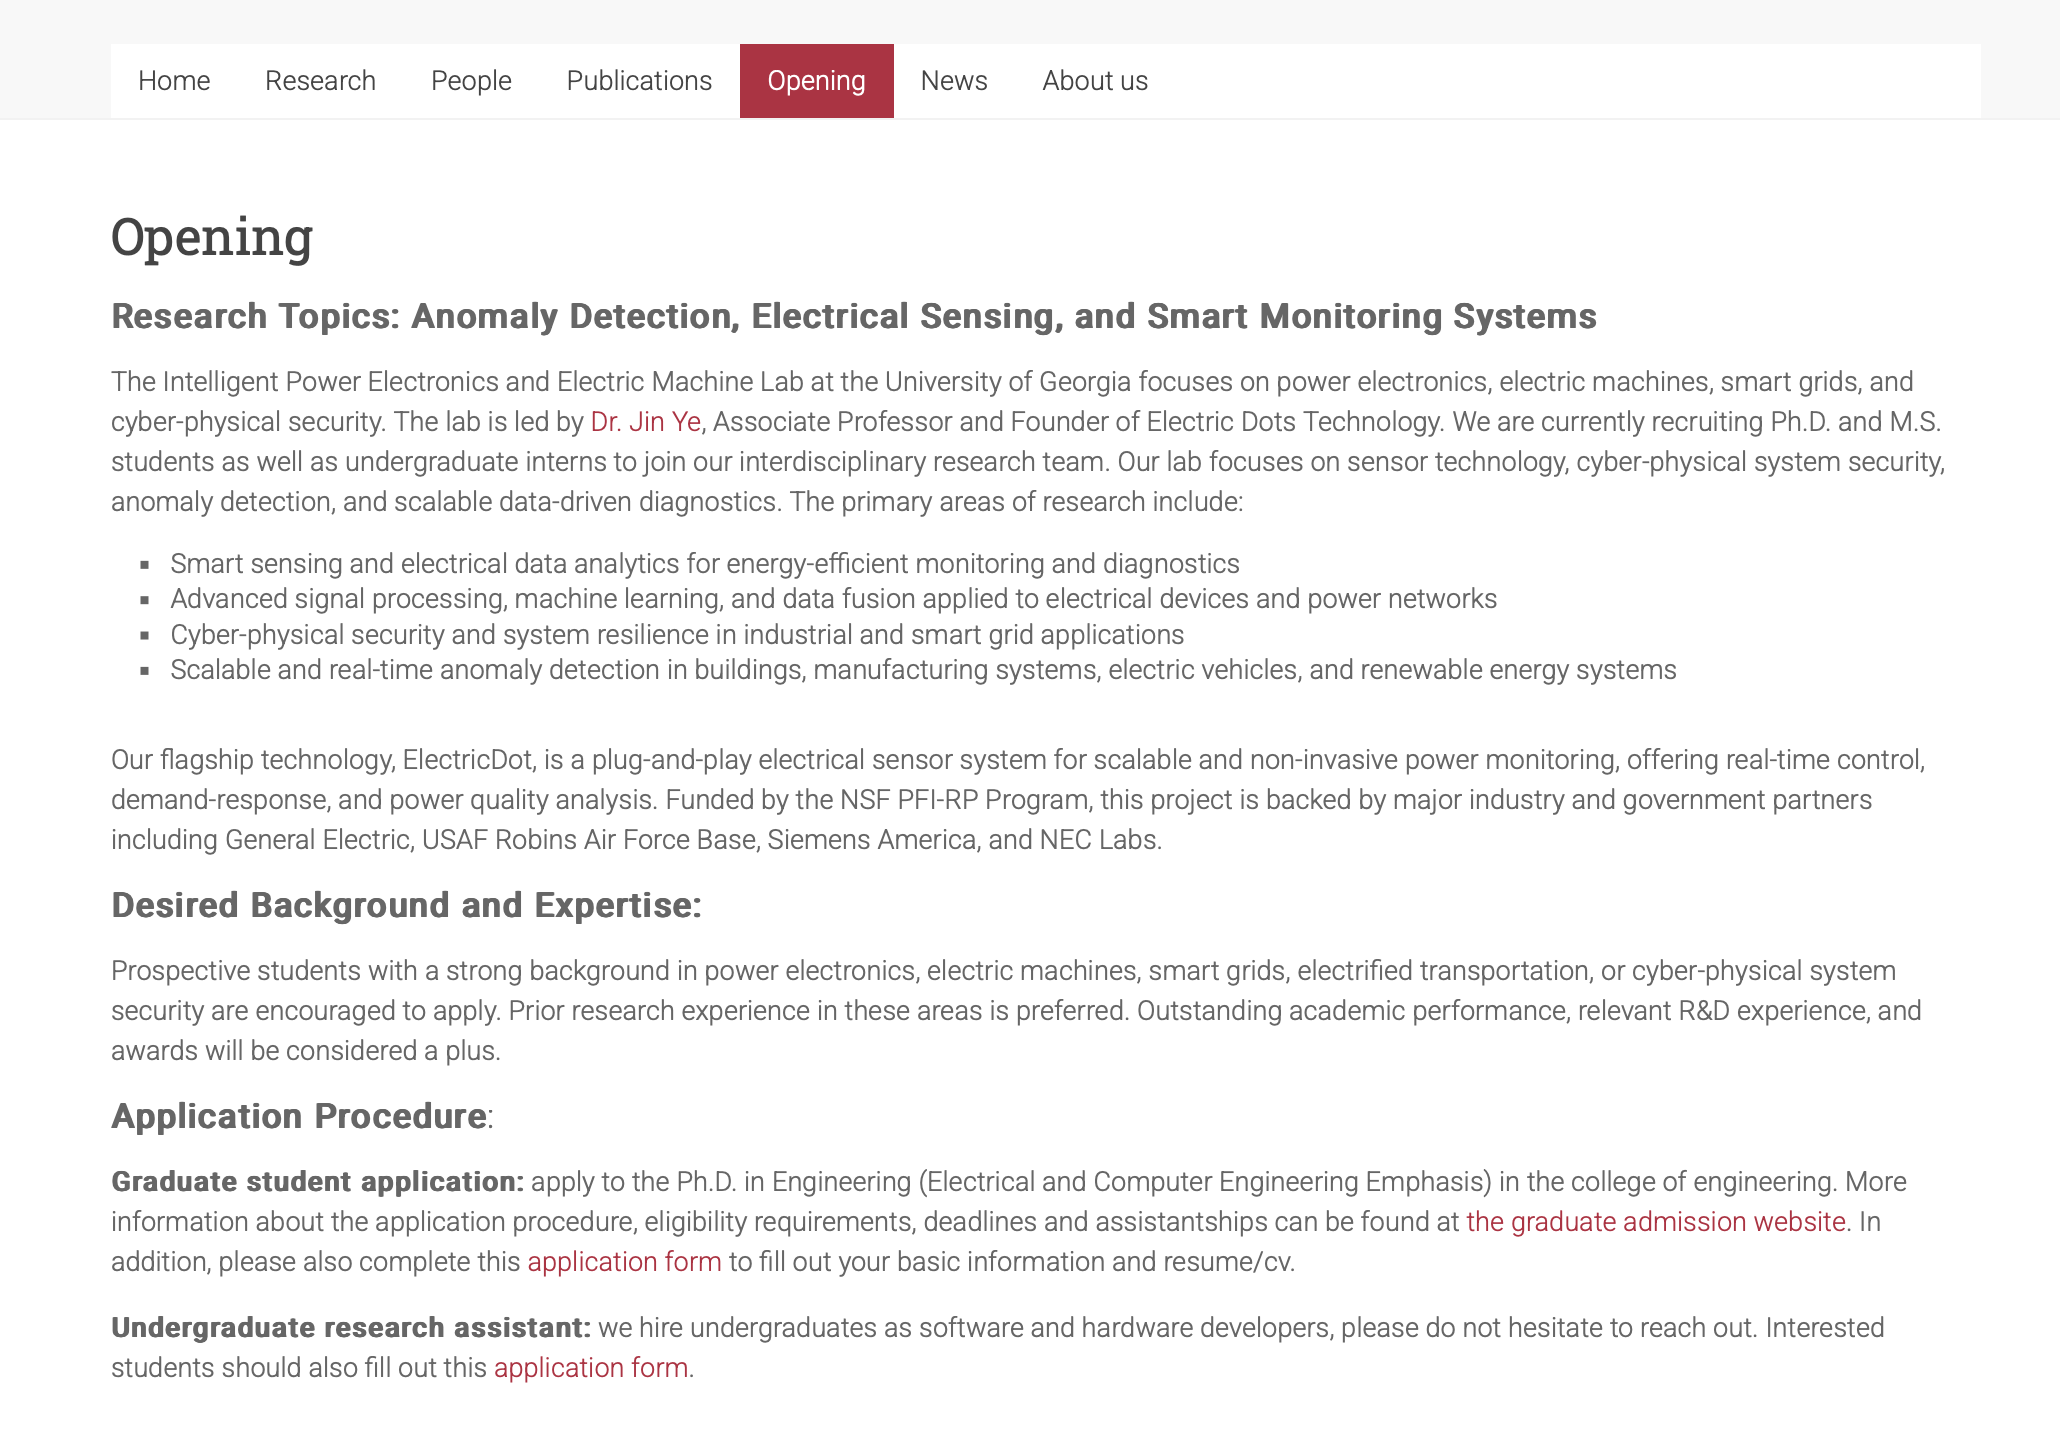 Home Research People Publications Opening News About us
Opening
Research Topics: Anomaly Detection, Electrical Sensing, and Smart Monitoring Systems
The Intelligent Power Electronics and Electric Machine Lab at the University of Georgia focuses on power electronics, electric machines, smart grids, and
cyber-physical security. The lab is led by Dr. Jin Ye, Associate Professor and Founder of Electric Dots Technology. We are currently recruiting Ph.D. and M.S.
students as well as undergraduate interns to join our interdisciplinary research team. Our lab focuses on sensor technology, cyber-physical system security,
anomaly detection, and scalable data-driven diagnostics. The primary areas of research include:
▪ Smart sensing and electrical data analytics for energy-efficient monitoring and diagnostics
▪ Advanced signal processing, machine learning, and data fusion applied to electrical devices and power networks
▪ Cyber-physical security and system resilience in industrial and smart grid applications
▪ Scalable and real-time anomaly detection in buildings, manufacturing systems, electric vehicles, and renewable energy systems
Our flagship technology, ElectricDot, is a plug-and-play electrical sensor system for scalable and non-invasive power monitoring, offering real-time control,
demand-response, and power quality analysis. Funded by the NSF PFI-RP Program, this project is backed by major industry and government partners
including General Electric, USAF Robins Air Force Base, Siemens America, and NEC Labs.
Desired Background and Expertise:
Prospective students with a strong background in power electronics, electric machines, smart grids, electrified transportation, or cyber-physical system
security are encouraged to apply. Prior research experience in these areas is preferred. Outstanding academic performance, relevant R&D experience, and
awards will be considered a plus.
Application Procedure:
Graduate student application: apply to the Ph.D. in Engineering (Electrical and Computer Engineering Emphasis) in the college of engineering. More
information about the application procedure, eligibility requirements, deadlines and assistantships can be found at the graduate admission website. In
addition, please also complete this application form to fill out your basic information and resume/cv.
Undergraduate research assistant: we hire undergraduates as software and hardware developers, please do not hesitate to reach out. Interested
students should also fill out this application form.